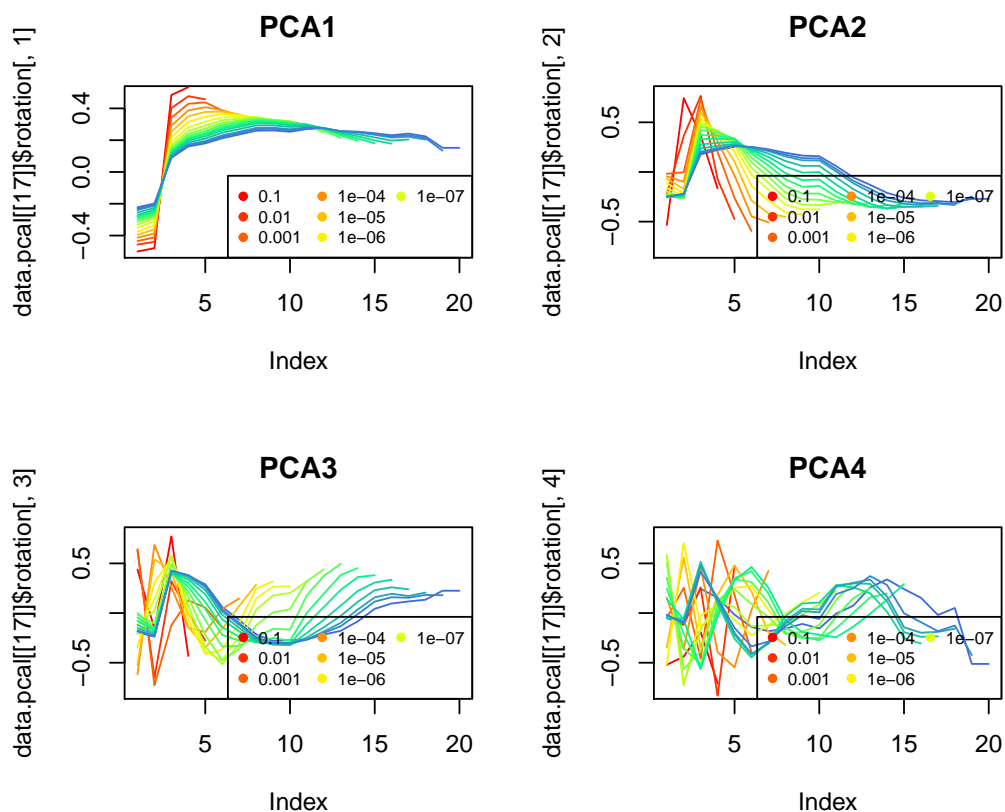 PCA1
data.pcal[[17]]$rotation[, 1]
0.4
0.0
−0.4
0.1
0.01
0.001
1e−04
1e−05
1e−06
1e−07
5
10
15
20
Index
PCA2
data.pcal[[17]]$rotation[, 2]
0.5
−0.5
0.1
0.01
0.001
1e−04
1e−05
1e−06
1e−07
5
10
15
20
Index
PCA3
data.pcal[[17]]$rotation[, 3]
0.5
−0.5
0.1
0.01
0.001
1e−04
1e−05
1e−06
1e−07
5
10
15
20
Index
PCA4
data.pcal[[17]]$rotation[, 4]
0.5
−0.5
0.1
0.01
0.001
1e−04
1e−05
1e−06
1e−07
5
10
15
20
Index